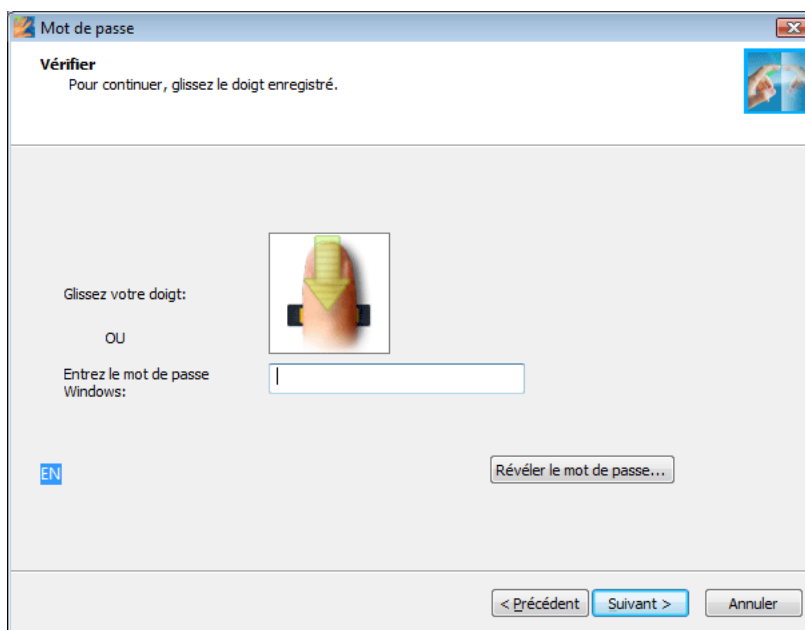 Mot de passe
Vérifier
Pour continuer, glissez le doigt enregistré.
Glissez votre doigt:
OU
Entrez le mot de passe
Windows:
EN
Révéler le mot de passe...
< Précédent
Suivant >
Annuler